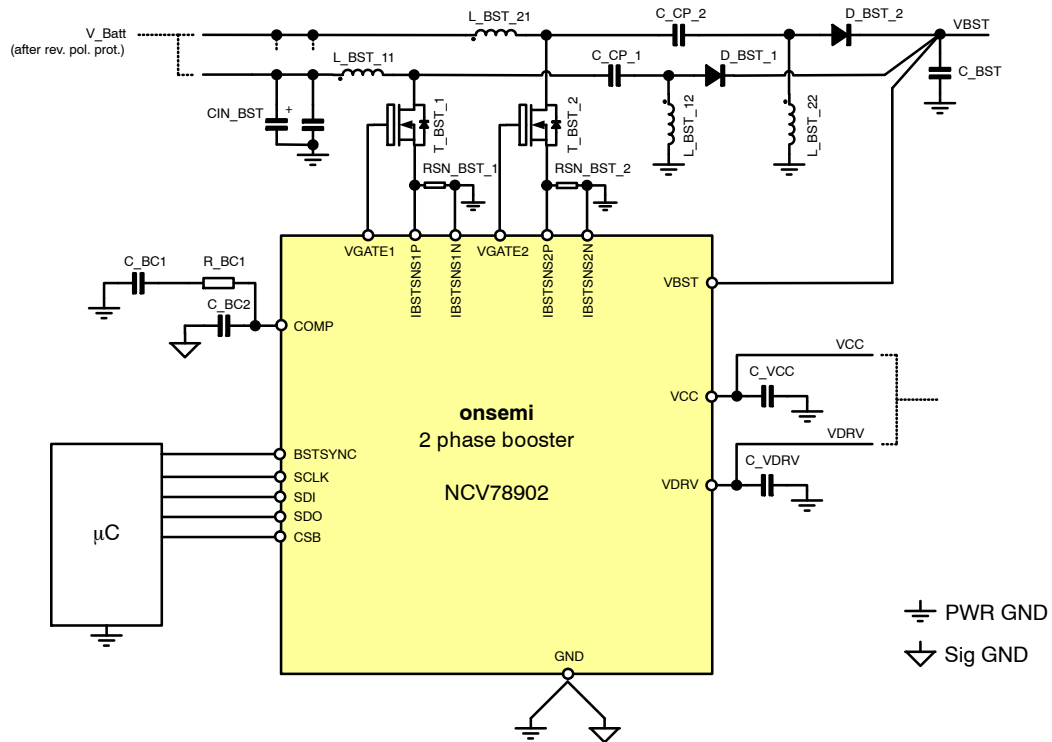 L_BST_21
C_CP_2
D_BST_2
V_Batt
(after rev. pol. prot.)
VBST
L_BST_11
C_CP_1
D_BST_1
C_BST
CIN_BST
+
T_BST_1
T_BST_2
L_BST_12
L_BST_22
RSN_BST_1
RSN_BST_2
VGATE1
IBSTSNS1P
IBSTSNS1N
VGATE2
IBSTSNS2P
IBSTSNS2N
C_BC1
R_BC1
VBST
C_BC2
COMP
VCC
C_VCC
VCC
onsemi
2 phase booster
VDRV
BSTSYNC
C_VDRV
SCLK
VDRV
NCV78902
SDI
SDO
μC
CSB
PWR GND
Sig GND
GND